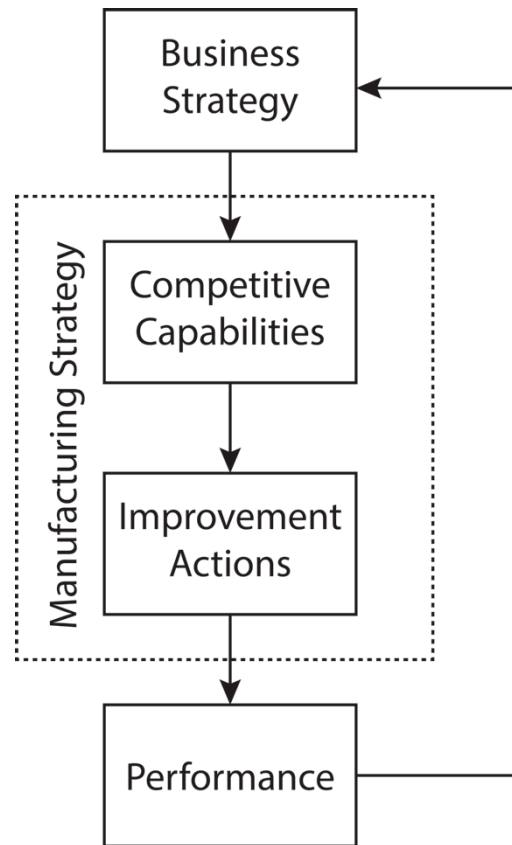 Business
Strategy
Manufacturing Strategy
Competitive
Capabilities
Improvement
Actions
Performance